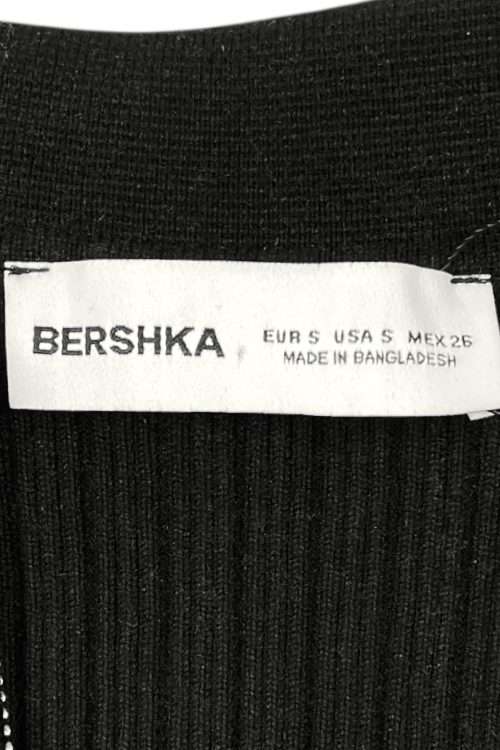 BERSHKA
EUR S USA S MEX 26
MADE IN BANGLADESH